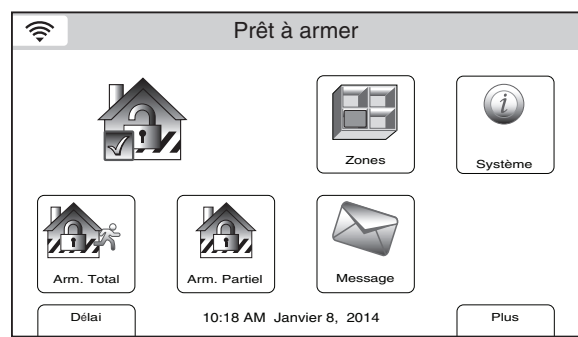 Prêt à armer
Zones
Système
Arm. Total
Arm. Partiel
Message
Délai
10:18 AM Janvier 8, 2014
Plus